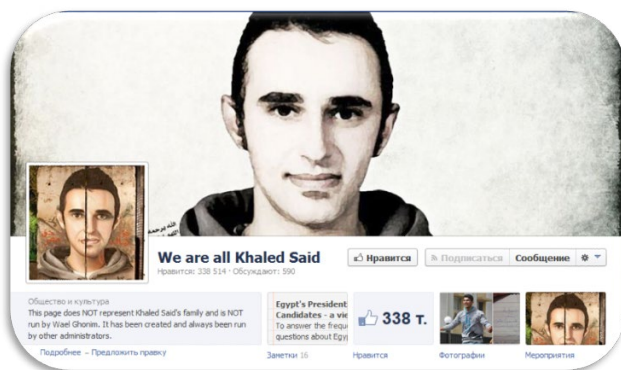 We are all Khaled Said
Нравится: 338 514 · Обсуждают: 590
Нравится
Подписаться
Сообщение
Общество и культура
This page does NOT represent Khaled Said's family and is NOT
run by Wael Ghonim. It has been created and always been run
by other administrators.
Подробнее – Предложить правку
Egypt's President
Candidates - a vie
To answer the frequ
questions about Egy
Заметки 16
338 т.
Нравится
Фотографии
Мероприятия